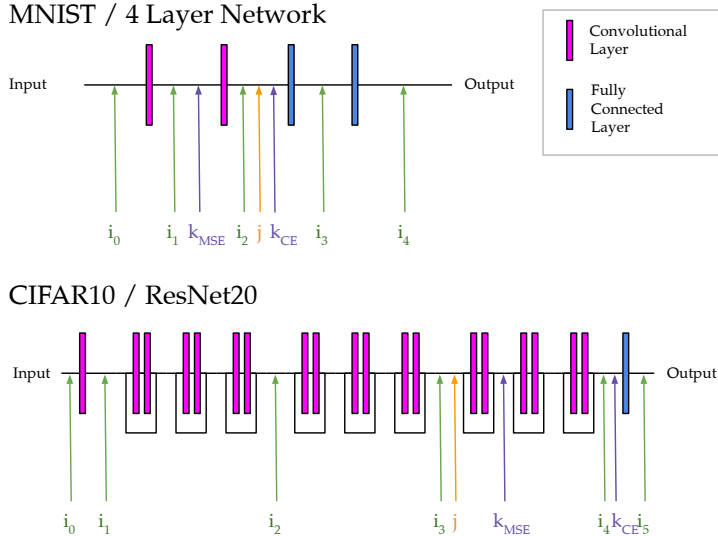 MNIST / 4 Layer Network
Convolutional
Layer
Fully
Connected
Layer
Input
Output
i0 i1 kMSE i2 j kCE i3 i4
CIFAR10 / ResNet20
Input
Output
i0 i1 i2 i3 j kMSE i4 kCE i5